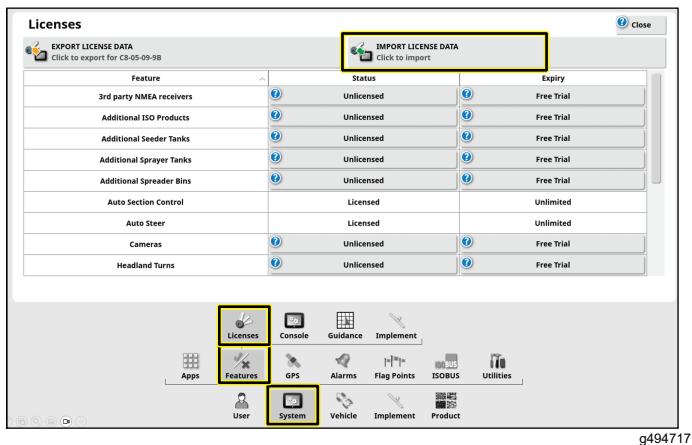 Licenses
Close
EXPORT LICENSE DATA
Click to export for C8-05-09-9B
IMPORT LICENSE DATA
Click to import
Feature Status Expiry
3rd party NMEA receivers Unlicensed Free Trial
Additional ISO Products Unlicensed Free Trial
Additional Seeder Tanks Unlicensed Free Trial
Additional Sprayer Tanks Unlicensed Free Trial
Additional Spreader Bins Unlicensed Free Trial
Auto Section Control Licensed Unlimited
Auto Steer Licensed Unlimited
Cameras Unlicensed Free Trial
Headland Turns Unlicensed Free Trial
Licenses Console Guidance Implement
ISOBUS
Apps Features GPS Alarms Flag Points ISOBUS Utilities
User System Vehicle Implement Product
g494717